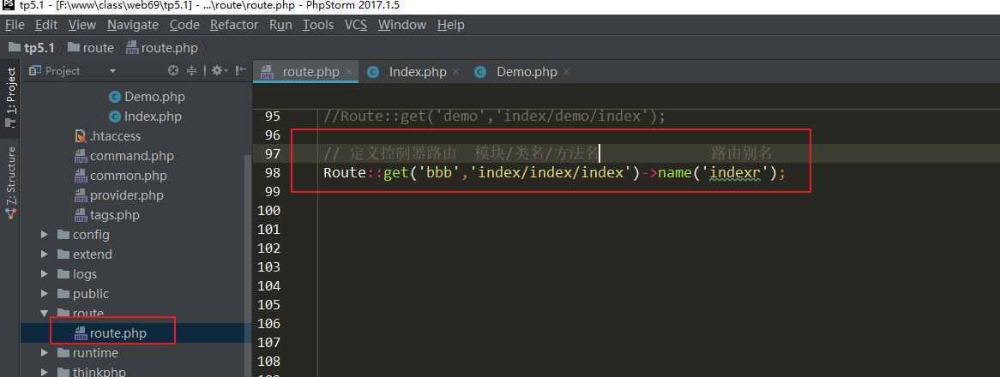 tp5.1 - [F:\www\class\web69\tp5.1] - ...\route\route.php - PhpStorm 2017.1.5
File Edit View Navigate Code Refactor Run Tools VCS Window Help
tp5.1 route route.php
1: Project
Z: Structure
Project
Demo.php
Index.php
.htaccess
command.php
common.php
provider.php
tags.php
config
extend
logs
public
route
route.php
runtime
thinkphp
route.php Index.php Demo.php
95 //Route::get('demo','index/demo/index');
96
97 // 定义控制器路由 模块/类名/方法名 路由别名
98 Route::get('bbb','index/index/index')->name('indexr');
99
100
101
102
103
104
105
106
107
108